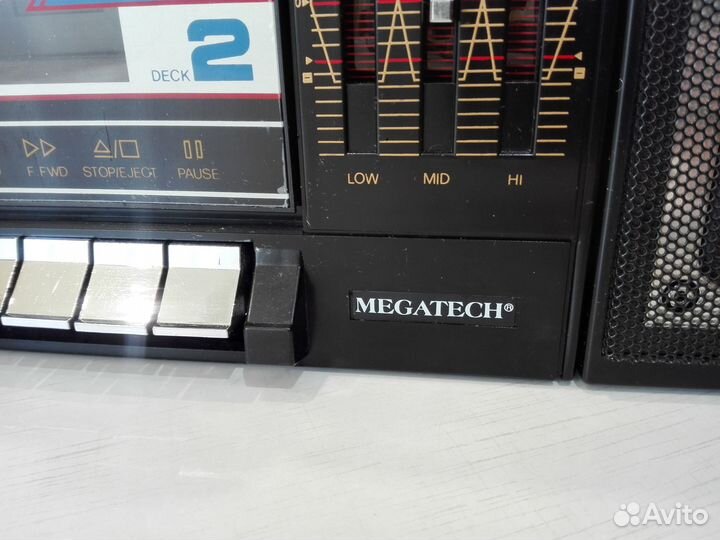 DECK 2
F.FWD STOP/EJECT PAUSE
LOW MID HI
MEGATECH®
Avito